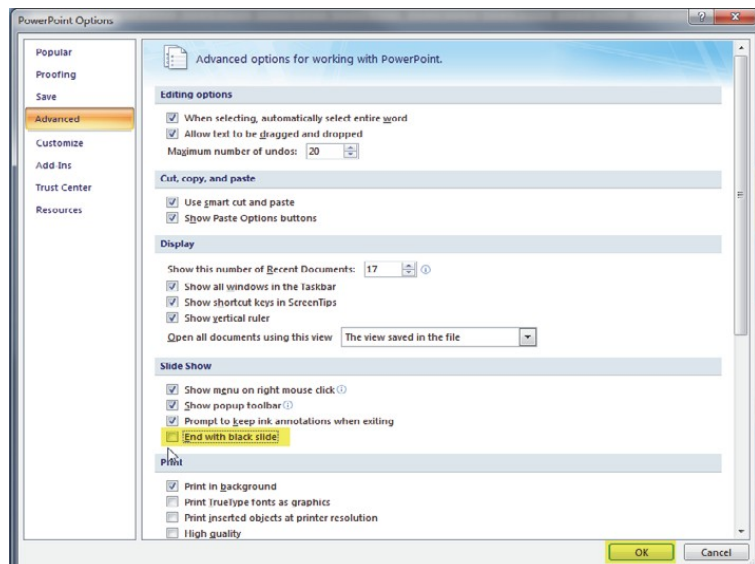 PowerPoint Options
Popular
Proofing
Save
Advanced
Customize
Add-Ins
Trust Center
Resources
Advanced options for working with PowerPoint.
Editing options
When selecting, automatically select entire word
Allow text to be dragged and dropped
Maximum number of undos: 20
Cut, copy, and paste
Use smart cut and paste
Show Paste Options buttons
Display
Show this number of Recent Documents: 17
Show all windows in the Taskbar
Show shortcut keys in ScreenTips
Show vertical ruler
Open all documents using this view The view saved in the file
Slide Show
Show menu on right mouse click
Show popup toolbar
Prompt to keep ink annotations when exiting
End with black slide
Print
Print in background
Print TrueType fonts as graphics
Print inserted objects at printer resolution
High quality
OK Cancel